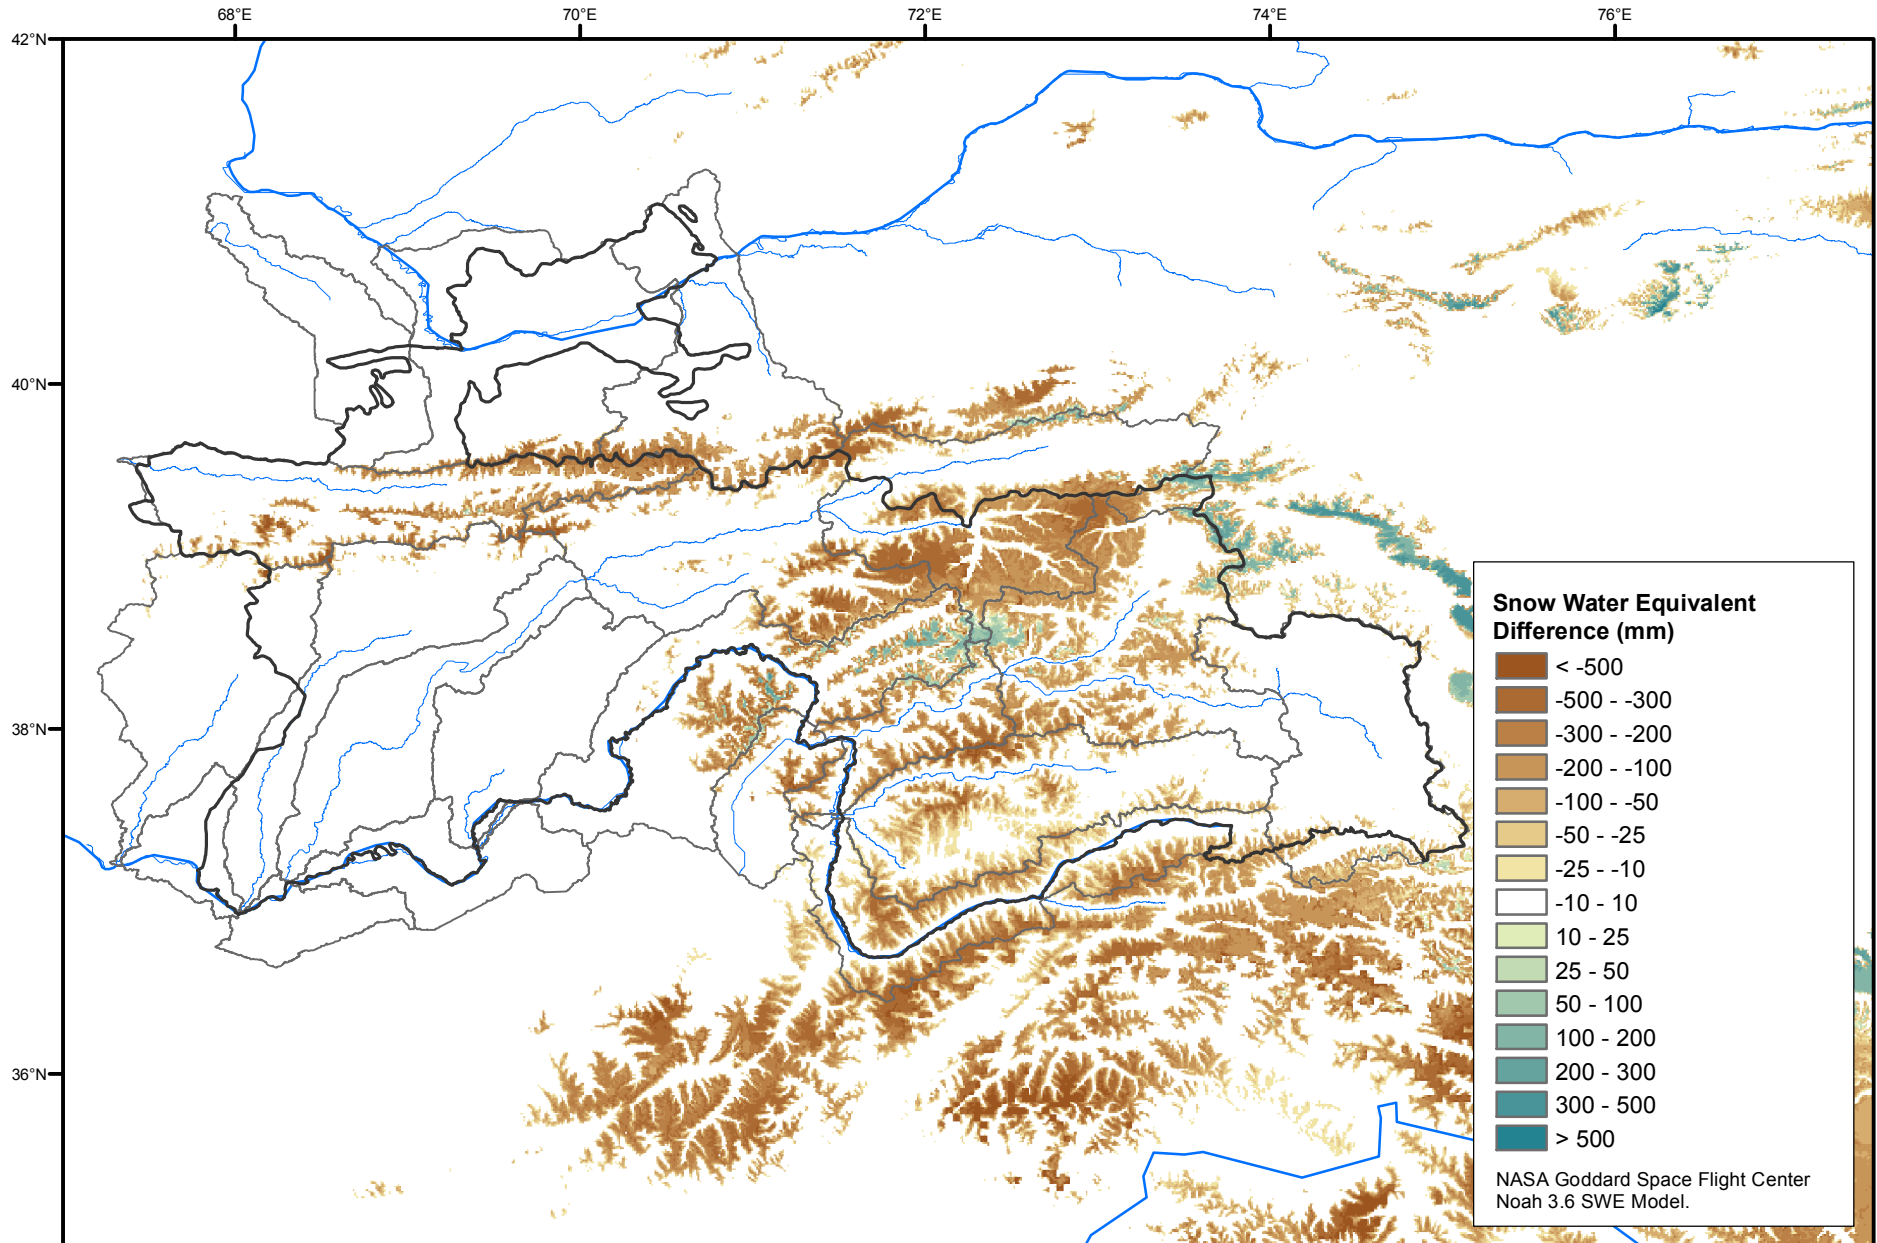 68°E 70°E 72°E 74°E 76°E
42°N
40°N
38°N
36°N
Snow Water Equivalent
Difference (mm)
< -500
-500 - -300
-300 - -200
-200 - -100
-100 - -50
-50 - -25
-25 - -10
-10 - 10
10 - 25
25 - 50
50 - 100
100 - 200
200 - 300
300 - 500
> 500
NASA Goddard Space Flight Center
Noah 3.6 SWE Model.